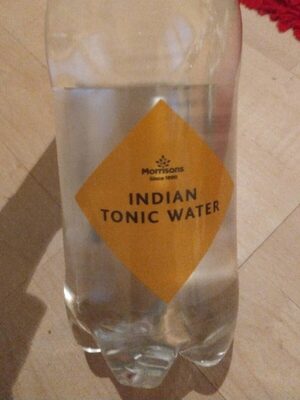 Morrisons
Since 1899
INDIAN
TONIC WATER